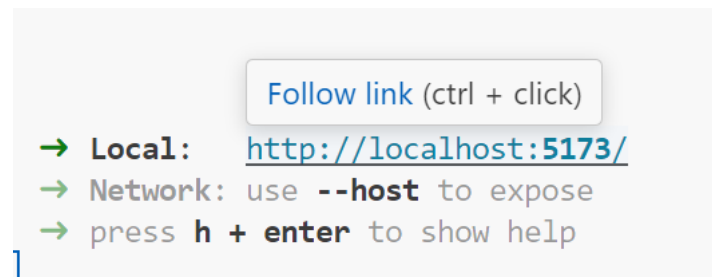 Follow link (ctrl + click)
➜ Local: http://localhost:5173/
➜ Network: use --host to expose
➜ press h + enter to show help